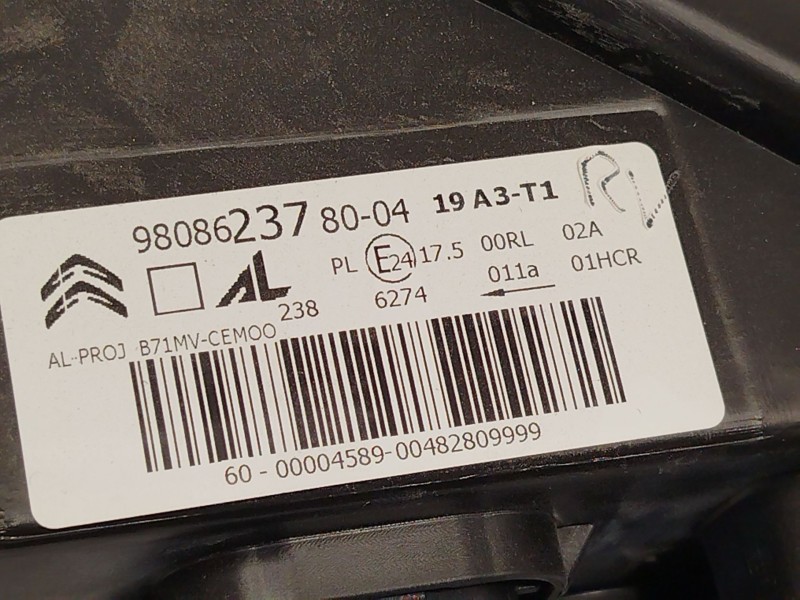 9808623780-04 19 A3-T1 R1
AL PL E24 17.5 00RL 02A
238 6274 011a 01HCR
AL-PROJ B71MV-CEMOO
60 - 00004589-00482809999